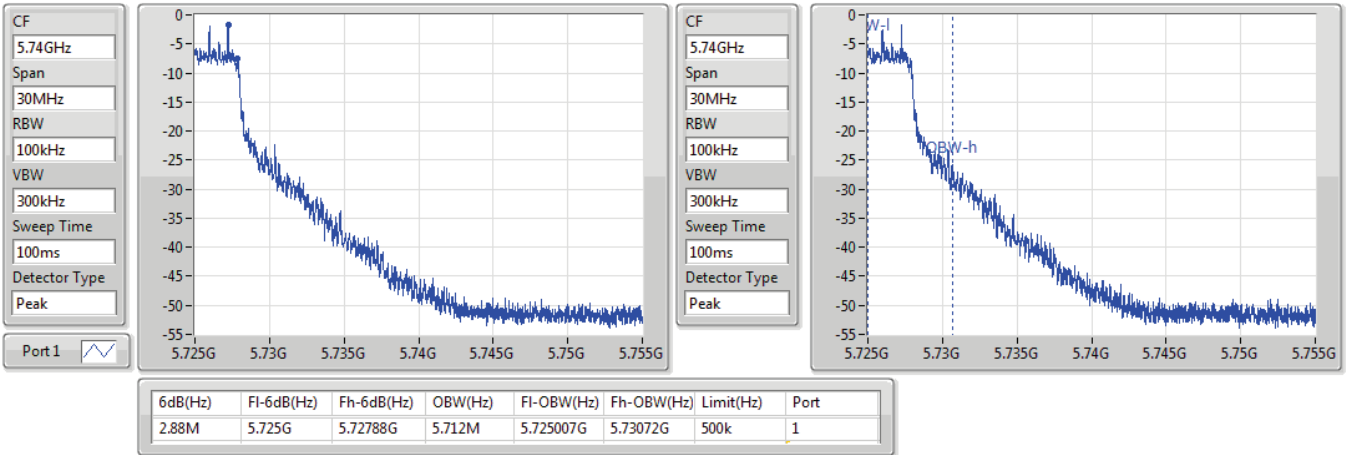 CF
5.74GHz
Span
30MHz
RBW
100kHz
VBW
300kHz
Sweep Time
100ms
Detector Type
Peak
Port 1
0
-5
-10
-15
-20
-25
-30
-35
-40
-45
-50
-55
5.725G 5.73G 5.735G 5.74G 5.745G 5.75G 5.755G
CF
5.74GHz
Span
30MHz
RBW
100kHz
VBW
300kHz
Sweep Time
100ms
Detector Type
Peak
0
W-l
-5
-10
-15
-20
OBW-h
-25
-30
-35
-40
-45
-50
-55
5.725G 5.73G 5.735G 5.74G 5.745G 5.75G 5.755G
6dB(Hz) Fl-6dB(Hz) Fh-6dB(Hz) OBW(Hz) Fl-OBW(Hz) Fh-OBW(Hz) Limit(Hz) Port
2.88M 5.725G 5.72788G 5.712M 5.725007G 5.73072G 500k 1